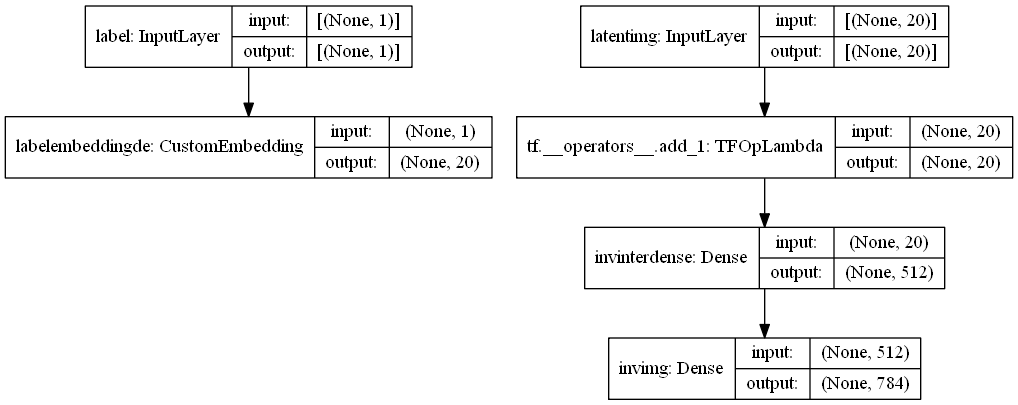 label: InputLayer
input: [(None, 1)]
output: [(None, 1)]
latentimg: InputLayer
input: [(None, 20)]
output: [(None, 20)]
labelembeddingde: CustomEmbedding
input: (None, 1)
output: (None, 20)
tf.__operators__.add_1: TFOpLambda
input: (None, 20)
output: (None, 20)
invinterdense: Dense
input: (None, 20)
output: (None, 512)
invimg: Dense
input: (None, 512)
output: (None, 784)